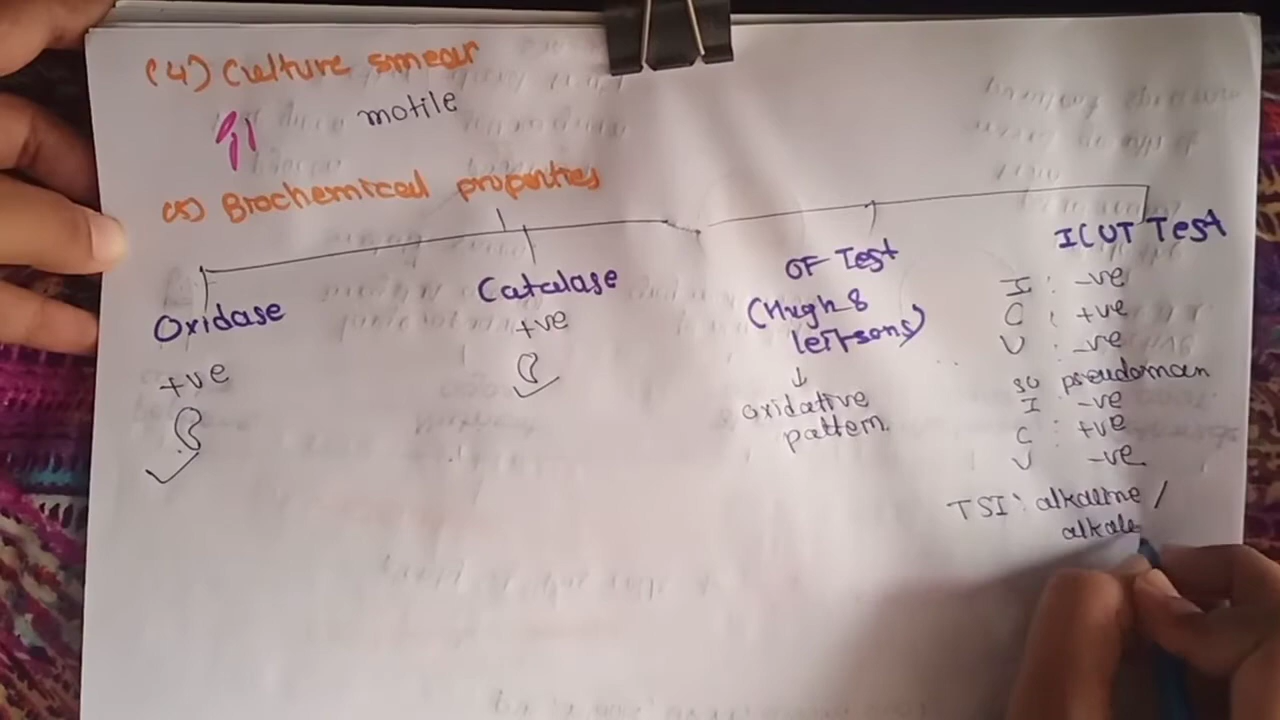 (4) Culture smear
motile
(5) Biochemical properties
Oxidase
+ve
Catalase
+ve
OF Test
(Hugh &
leifsons)
↓
oxidative
pattern.
ICUT Test
I : -ve
C : +ve
U : -ve
so pseudomon
I -ve
C : +ve
U -ve
TSI: alkaline /
alkale